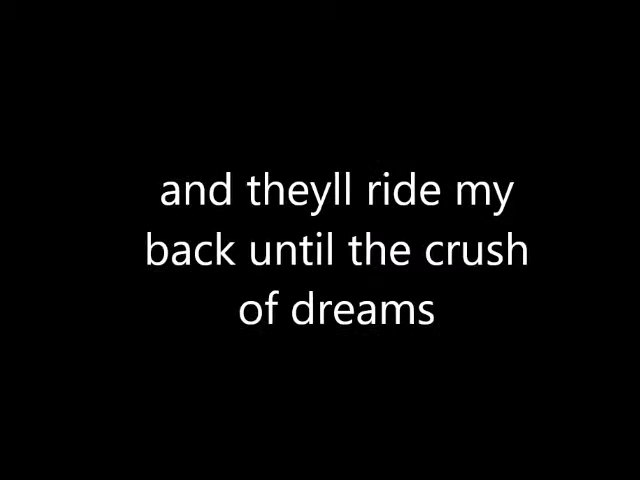 and theyll ride my
back until the crush
of dreams